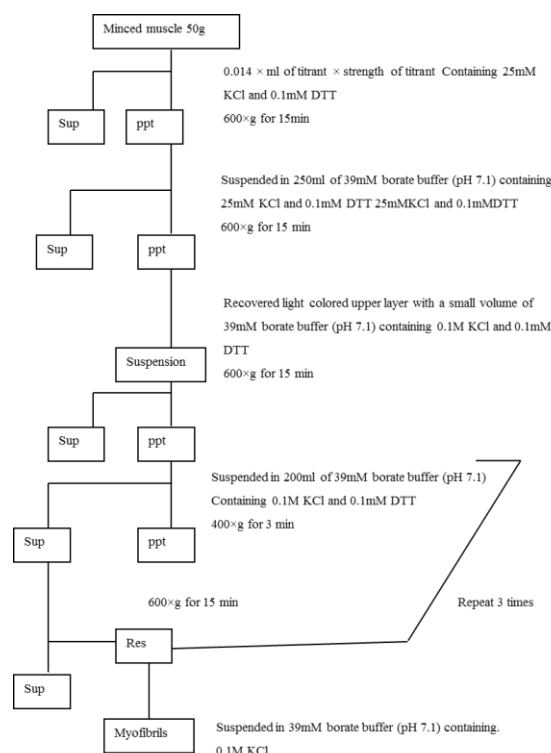 Minced muscle 50g
0.014 × ml of titrant × strength of titrant Containing 25mM
KCl and 0.1mM DTT
600×g for 15min
Sup
ppt
Suspended in 250ml of 39mM borate buffer (pH 7.1) containing
25mM KCl and 0.1mM DTT 25mMKCl and 0.1mMDTT
600×g for 15 min
Sup
ppt
Recovered light colored upper layer with a small volume of
39mM borate buffer (pH 7.1) containing 0.1M KCl and 0.1mM
DTT
Suspension
600×g for 15 min
Sup
ppt
Suspended in 200ml of 39mM borate buffer (pH 7.1)
Containing 0.1M KCl and 0.1mM DTT
400×g for 3 min
Sup
ppt
600×g for 15 min
Repeat 3 times
Res
Sup
Myofibrils
Suspended in 39mM borate buffer (pH 7.1) containing.
0.1M KCl